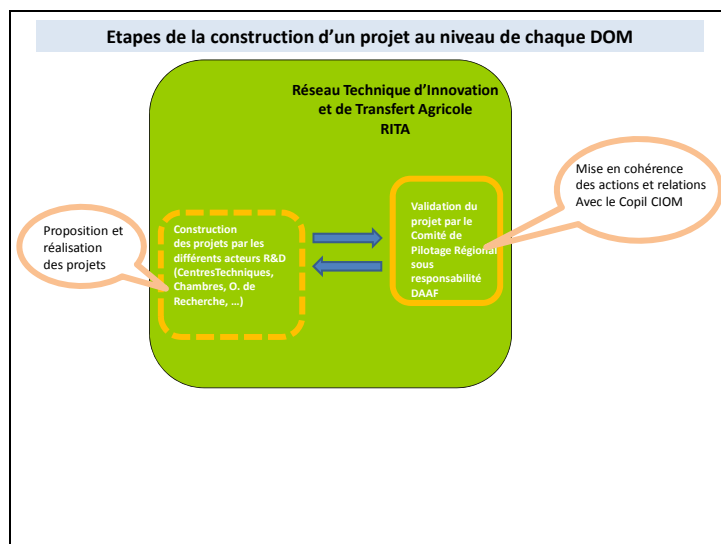 Etapes de la construction d'un projet au niveau de chaque DOM
Réseau Technique d'Innovation
et de Transfert Agricole
RITA
Mise en cohérence
des actions et relations
Avec le Copil CIOM
Proposition et
réalisation
des projets
Construction
des projets par les
différents acteurs R&D
(CentresTechniques,
Chambres, O. de
Recherche, ...)
Validation du
projet par le
Comité de
Pilotage Régional
sous
responsabilité
DAAF